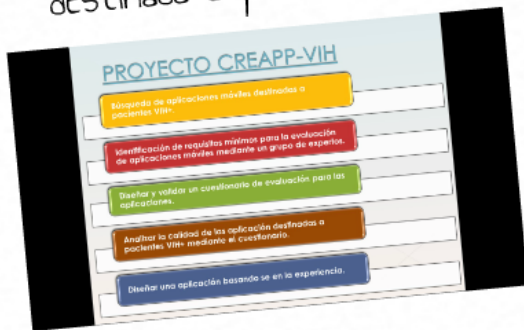 destinado
PROYECTO CREAPP-VIH
Búsqueda de aplicaciones móviles destinadas a
pacientes VIH+.
Identificación de requisitos mínimos para la evaluación
de aplicaciones móviles mediante un grupo de expertos.
Diseñar y validar un cuestionario de evaluación para las
aplicaciones.
Analizar la calidad de las aplicación destinadas a
pacientes VIH+ mediante el cuestionario.
Diseñar una aplicación basando se en la experiencia.